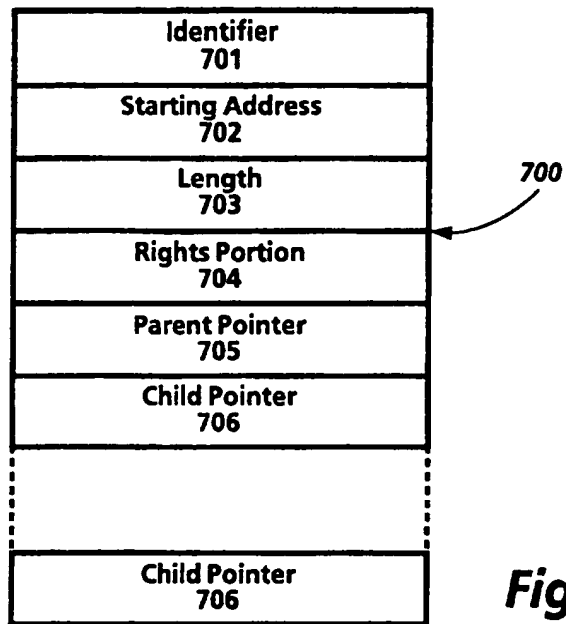 Identifier
701
Starting Address
702
Length
703
700
Rights Portion
704
Parent Pointer
705
Child Pointer
706
Child Pointer
706
Fig